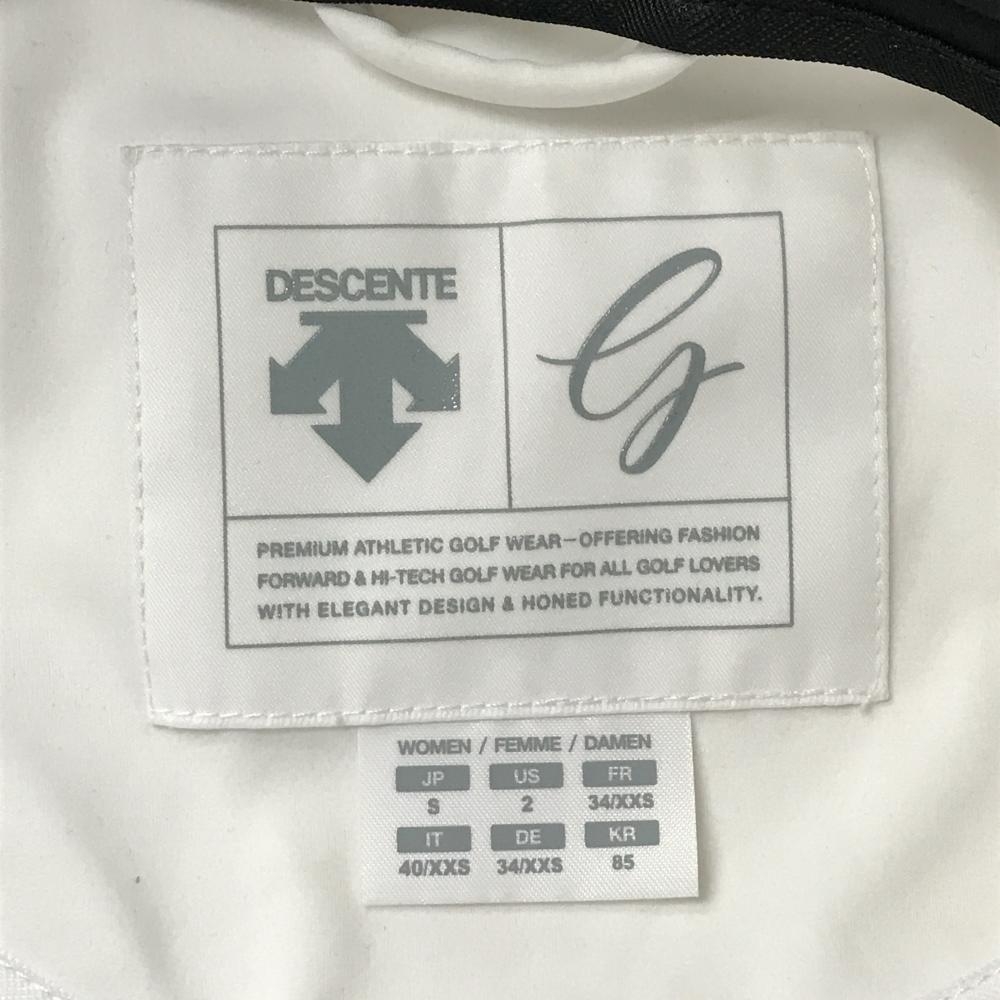 DESCENTE
G
PREMIUM ATHLETIC GOLF WEAR–OFFERING FASHION
FORWARD & HI-TECH GOLF WEAR FOR ALL GOLF LOVERS
WITH ELEGANT DESIGN & HONED FUNCTIONALITY.
WOMEN / FEMME / DAMEN
JP US FR
S 2 34/XXS
IT DE KR
40/XXS 34/XXS 85